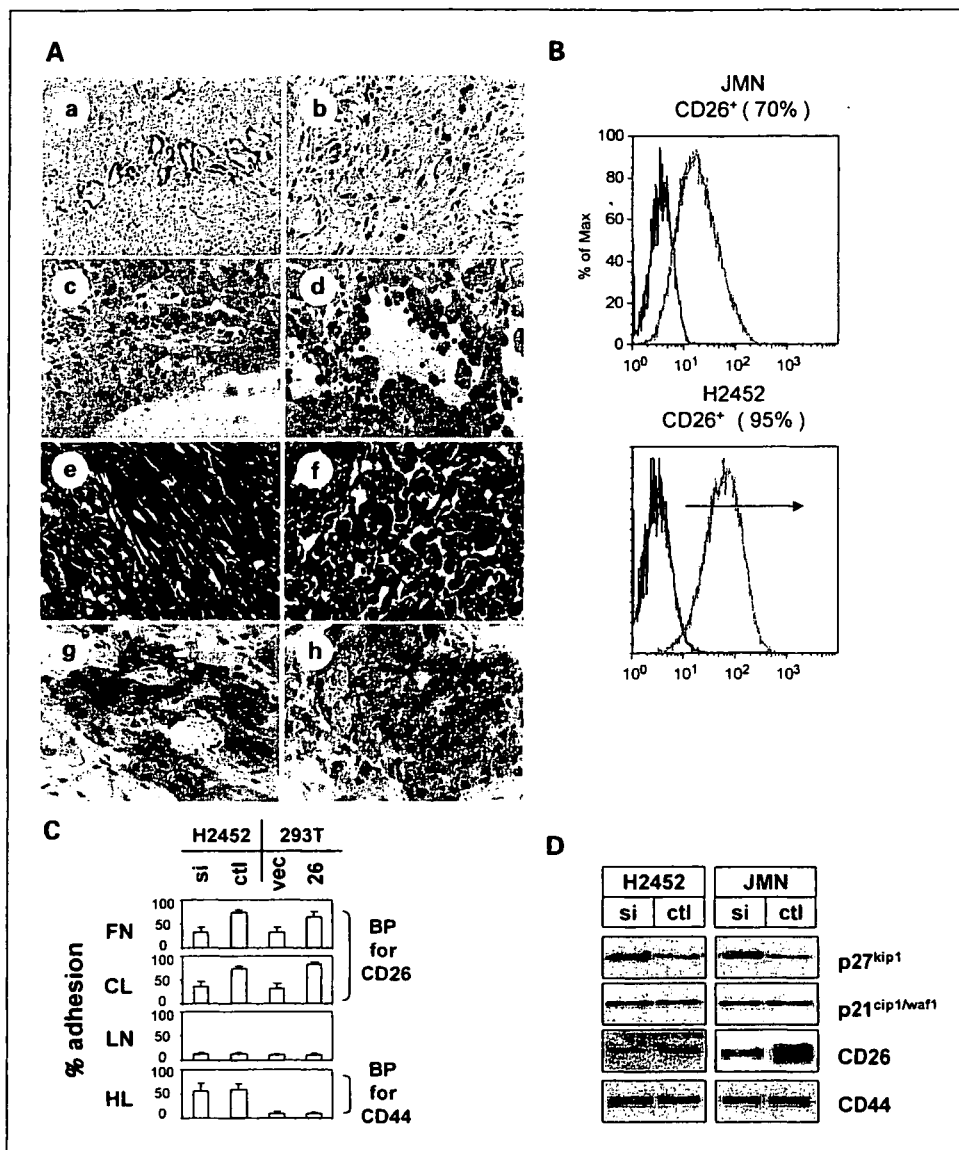 A
B
a
b
c
d
e
f
g
h
JMN
CD26⁺ (70%)
% of Max
100
80
60
40
20
0
10⁰ 10¹ 10² 10³
H2452
CD26⁺ (95%)
10⁰ 10¹ 10² 10³
C
H2452 293T
si ctl vec 26
% adhesion
FN 100 50 0
CL 100 50 0
LN 100 50 0
HL 100 50 0
BP for CD26
BP for CD44
D
H2452 JMN
si ctl si ctl
p27ᵏⁱᵖ¹
p21ᶜⁱᵖ¹/ʷᵃᶠ¹
CD26
CD44